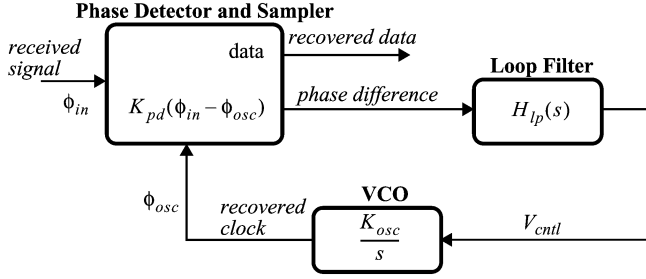 Phase Detector and Sampler
received
signal
ϕin
data
recovered data
Kpd(ϕin − ϕosc)
phase difference
Loop Filter
Hlp(s)
ϕosc
recovered
clock
VCO
Kosc
s
Vcntl